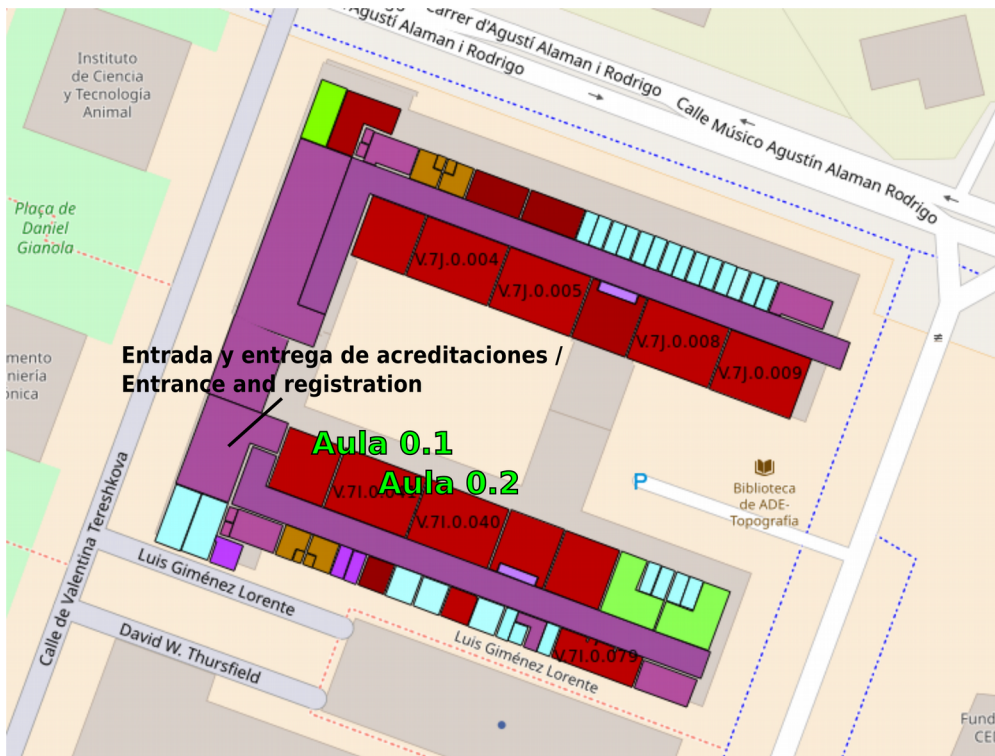 Carrer d'Agustí Alaman i Rodrigo
Agustí Alaman i Rodrigo
Calle Músico Agustín Alaman Rodrigo
Instituto
de Ciencia
y Tecnología
Animal
Plaça de
Daniel
Gianola
V.7J.0.004
V.7J.0.005
V.7J.0.008
V.7J.0.009
Entrada y entrega de acreditaciones /
Entrance and registration
Aula 0.1
Aula 0.2
V.7I.0.040
P
Biblioteca
de ADE-
Topografia
Calle de Valentina Tereshkova
Luis Giménez Lorente
David W. Thursfield
Luis Giménez Lorente
V.7I.0.079